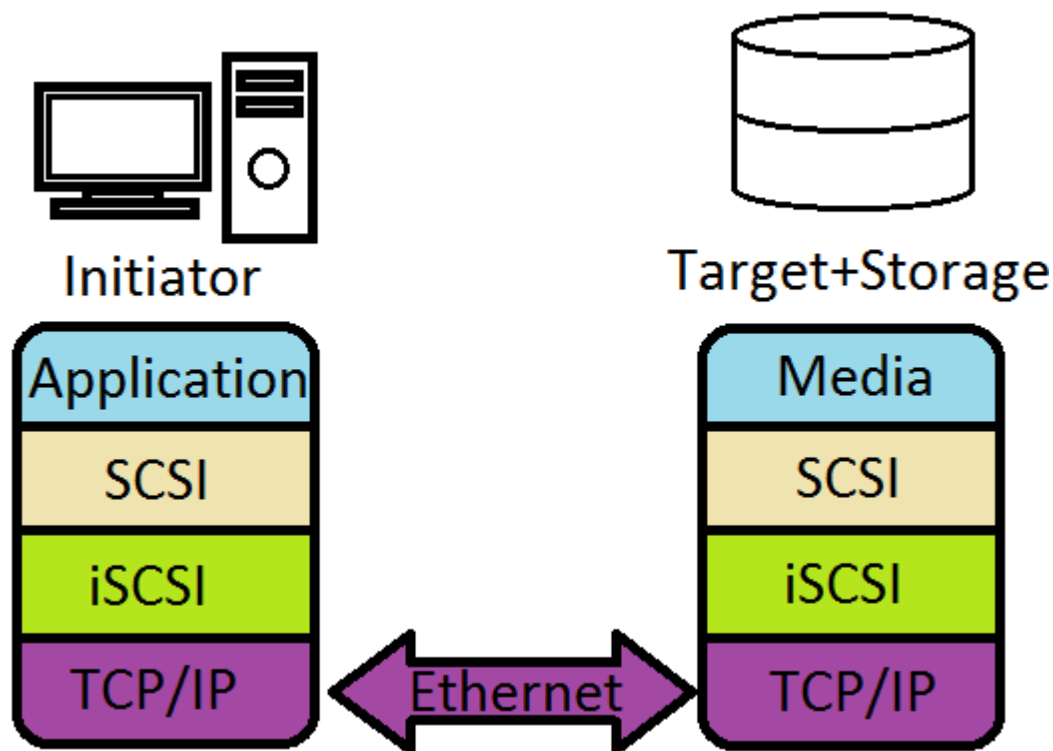 Initiator
Target+Storage
Application
SCSI
iSCSI
TCP/IP
Ethernet
Media
SCSI
iSCSI
TCP/IP